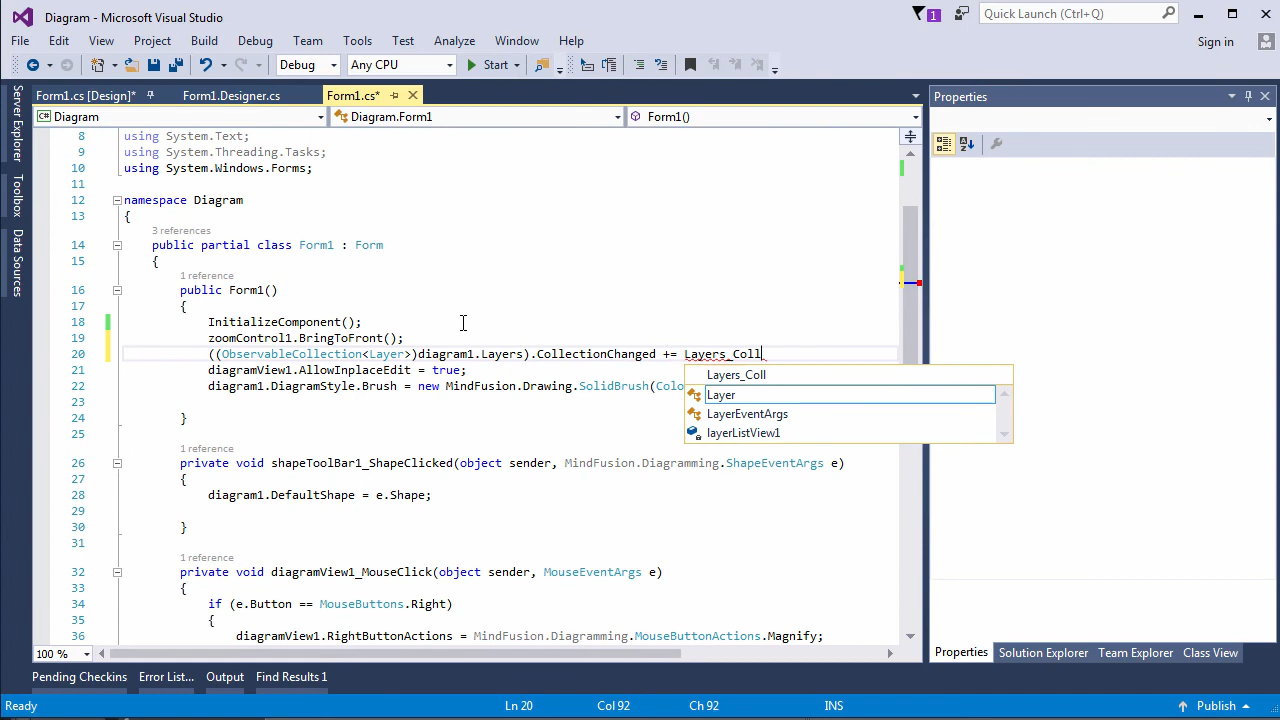 Diagram - Microsoft Visual Studio
1
Quick Launch (Ctrl+Q)
File Edit View Project Build Debug Team Tools Test Analyze Window Help
Sign in
Debug Any CPU Start
Server Explorer
Toolbox
Data Sources
Form1.cs [Design]* Form1.Designer.cs Form1.cs*
Diagram Diagram.Form1 Form1()
8 using System.Text;
9 using System.Threading.Tasks;
10 using System.Windows.Forms;
11
12 namespace Diagram
13 {
3 references
14 public partial class Form1 : Form
15 {
1 reference
16 public Form1()
17 {
18 InitializeComponent();
19 zoomControl1.BringToFront();
20 ((ObservableCollection<Layer>)diagram1.Layers).CollectionChanged += Layers_Coll
21 diagramView1.AllowInplaceEdit = true;
22 diagram1.DiagramStyle.Brush = new MindFusion.Drawing.SolidBrush(Colo
23
24 }
25
Layers_Coll
Layer
LayerEventArgs
layerListView1
1 reference
26 private void shapeToolBar1_ShapeClicked(object sender, MindFusion.Diagramming.ShapeEventArgs e)
27 {
28 diagram1.DefaultShape = e.Shape;
29
30 }
31
1 reference
32 private void diagramView1_MouseClick(object sender, MouseEventArgs e)
33 {
34 if (e.Button == MouseButtons.Right)
35 {
36 diagramView1.RightButtonActions = MindFusion.Diagramming.MouseButtonActions.Magnify;
100 %
Properties
Properties Solution Explorer Team Explorer Class View
Pending Checkins Error List... Output Find Results 1
Ready Ln 20 Col 92 Ch 92 INS Publish